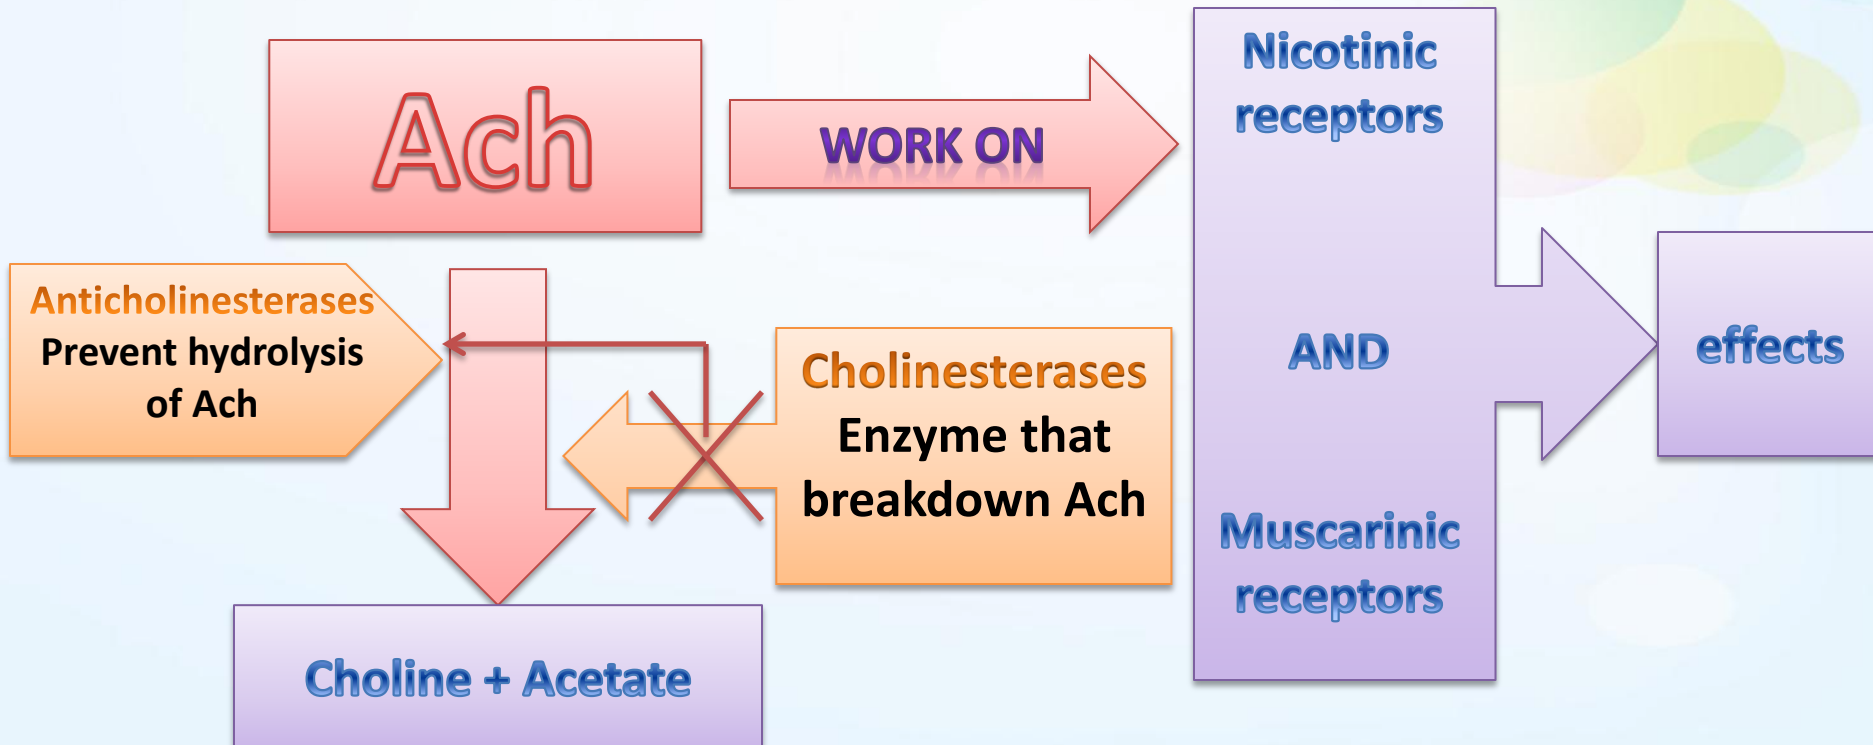 Ach
WORK ON
Nicotinic
receptors
AND
Muscarinic
receptors
effects
Anticholinesterases
Prevent hydrolysis
of Ach
Cholinesterases
Enzyme that
breakdown Ach
Choline + Acetate